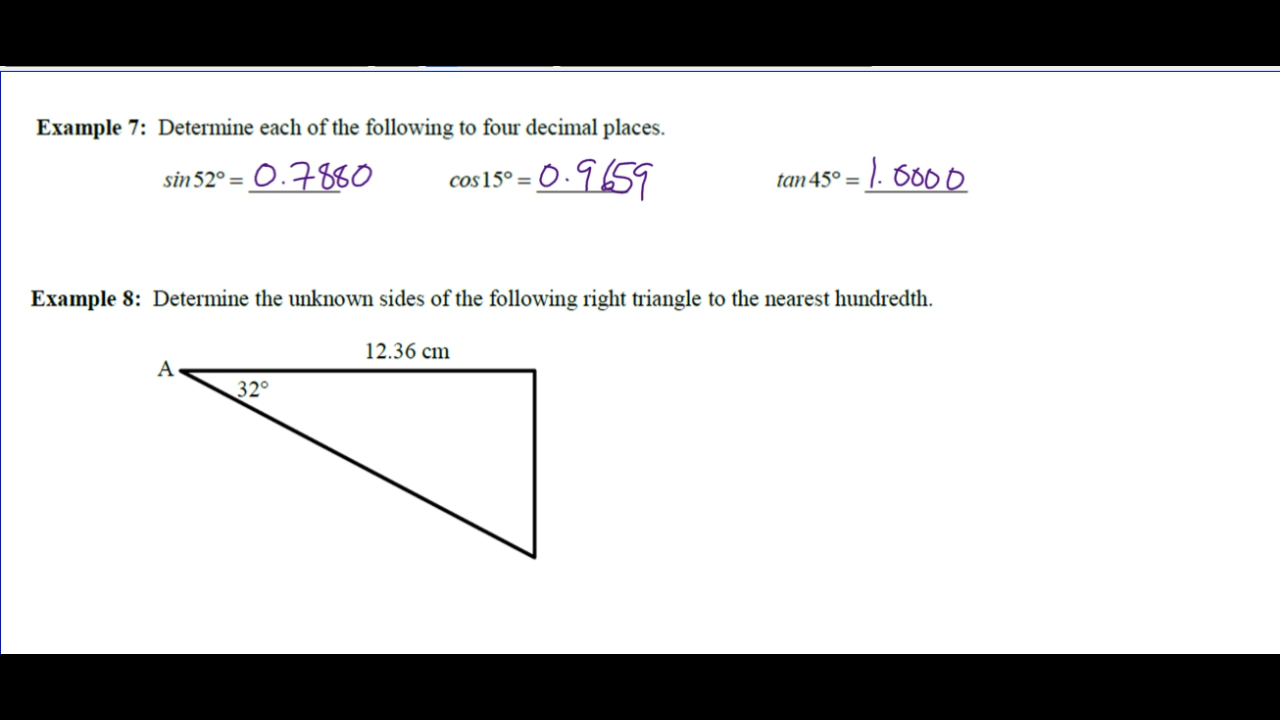 Example 7: Determine each of the following to four decimal places.
sin 52° = 0.7880 cos 15° = 0.9659 tan 45° = 1.0000
Example 8: Determine the unknown sides of the following right triangle to the nearest hundredth.
12.36 cm
A
32°